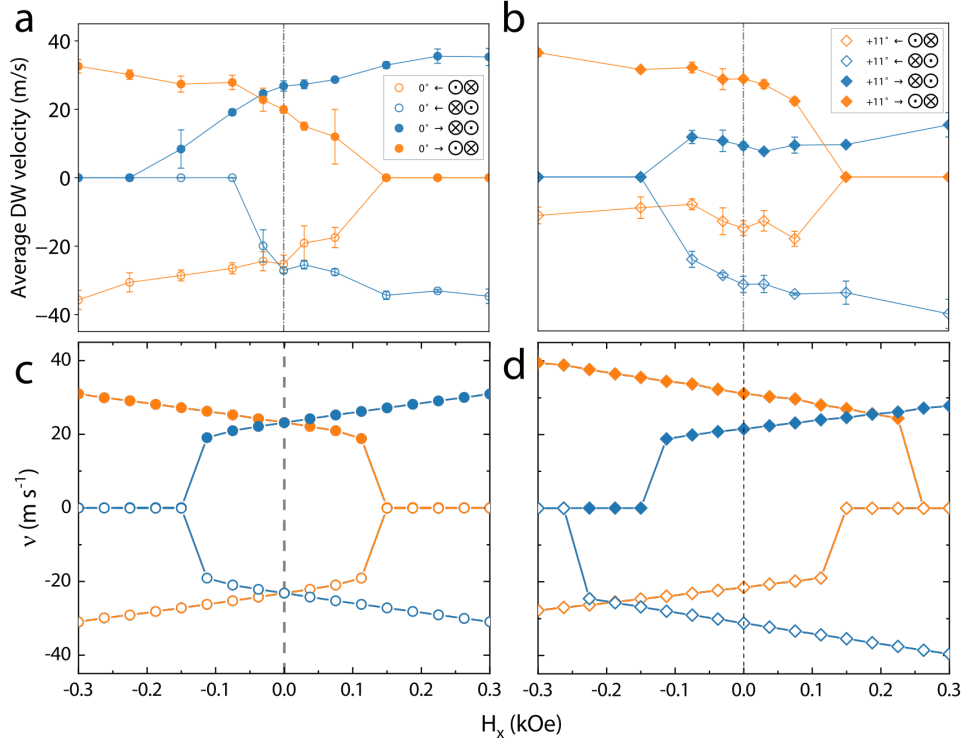 a
b
Average DW velocity (m/s)
40
20
0
−20
−40
0° ← ⊙⊗
0° ← ⊗⊙
0° → ⊗⊙
0° → ⊙⊗
+11° ← ⊙⊗
+11° ← ⊗⊙
+11° → ⊗⊙
+11° → ⊙⊗
c
d
ν (m s⁻¹)
40
20
0
-20
-40
-0.3 -0.2 -0.1 0.0 0.1 0.2 0.3
-0.3 -0.2 -0.1 0.0 0.1 0.2 0.3
Hₓ (kOe)